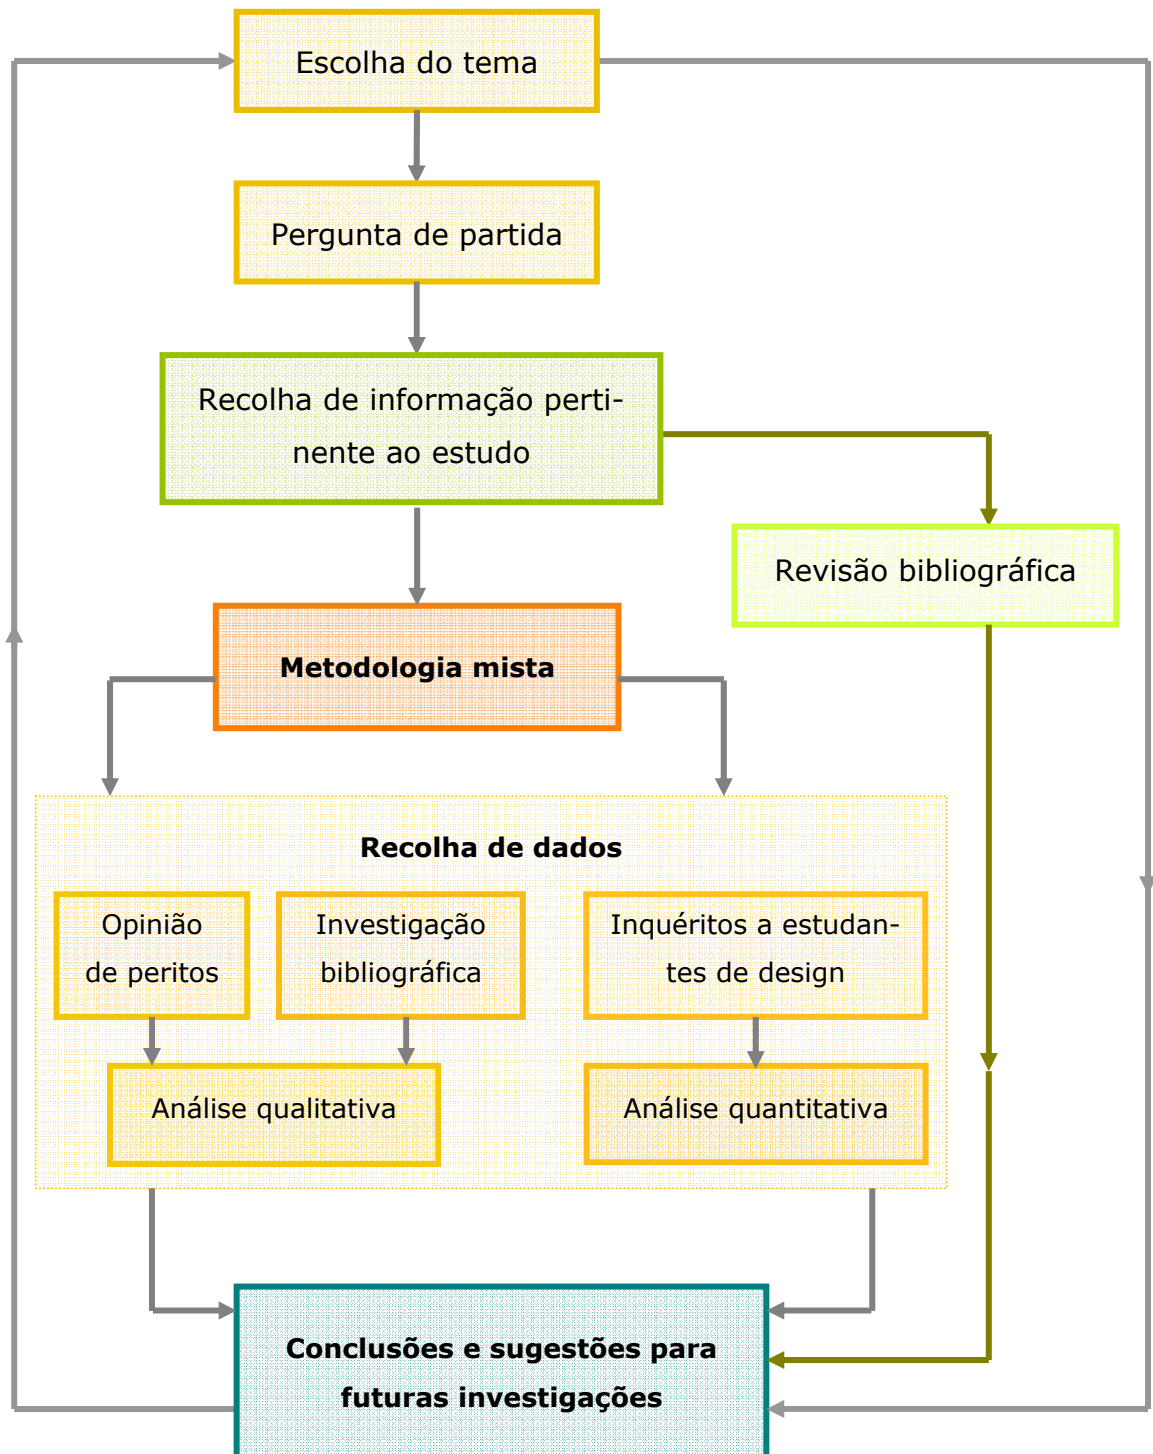 Escolha do tema
Pergunta de partida
Recolha de informação perti-
nente ao estudo
Revisão bibliográfica
Metodologia mista
Recolha de dados
Opinião
de peritos
Investigação
bibliográfica
Inquéritos a estudan-
tes de design
Análise qualitativa
Análise quantitativa
Conclusões e sugestões para
futuras investigações